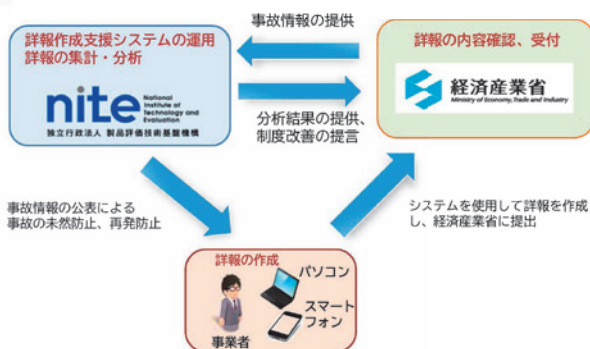 事故情報の提供
詳報作成支援システムの運用
詳報の集計・分析
nite
National
Institute of
Technology and
Evaluation
独立行政法人 製品評価技術基盤機構
詳報の内容確認、受付
経済産業省
Ministry of Economy, Trade and Industry
分析結果の提供、
制度改善の提言
事故情報の公表による
事故の未然防止、再発防止
システムを使用して詳報を作成
し、経済産業省に提出
詳報の作成
パソコン
スマート
フォン
事業者